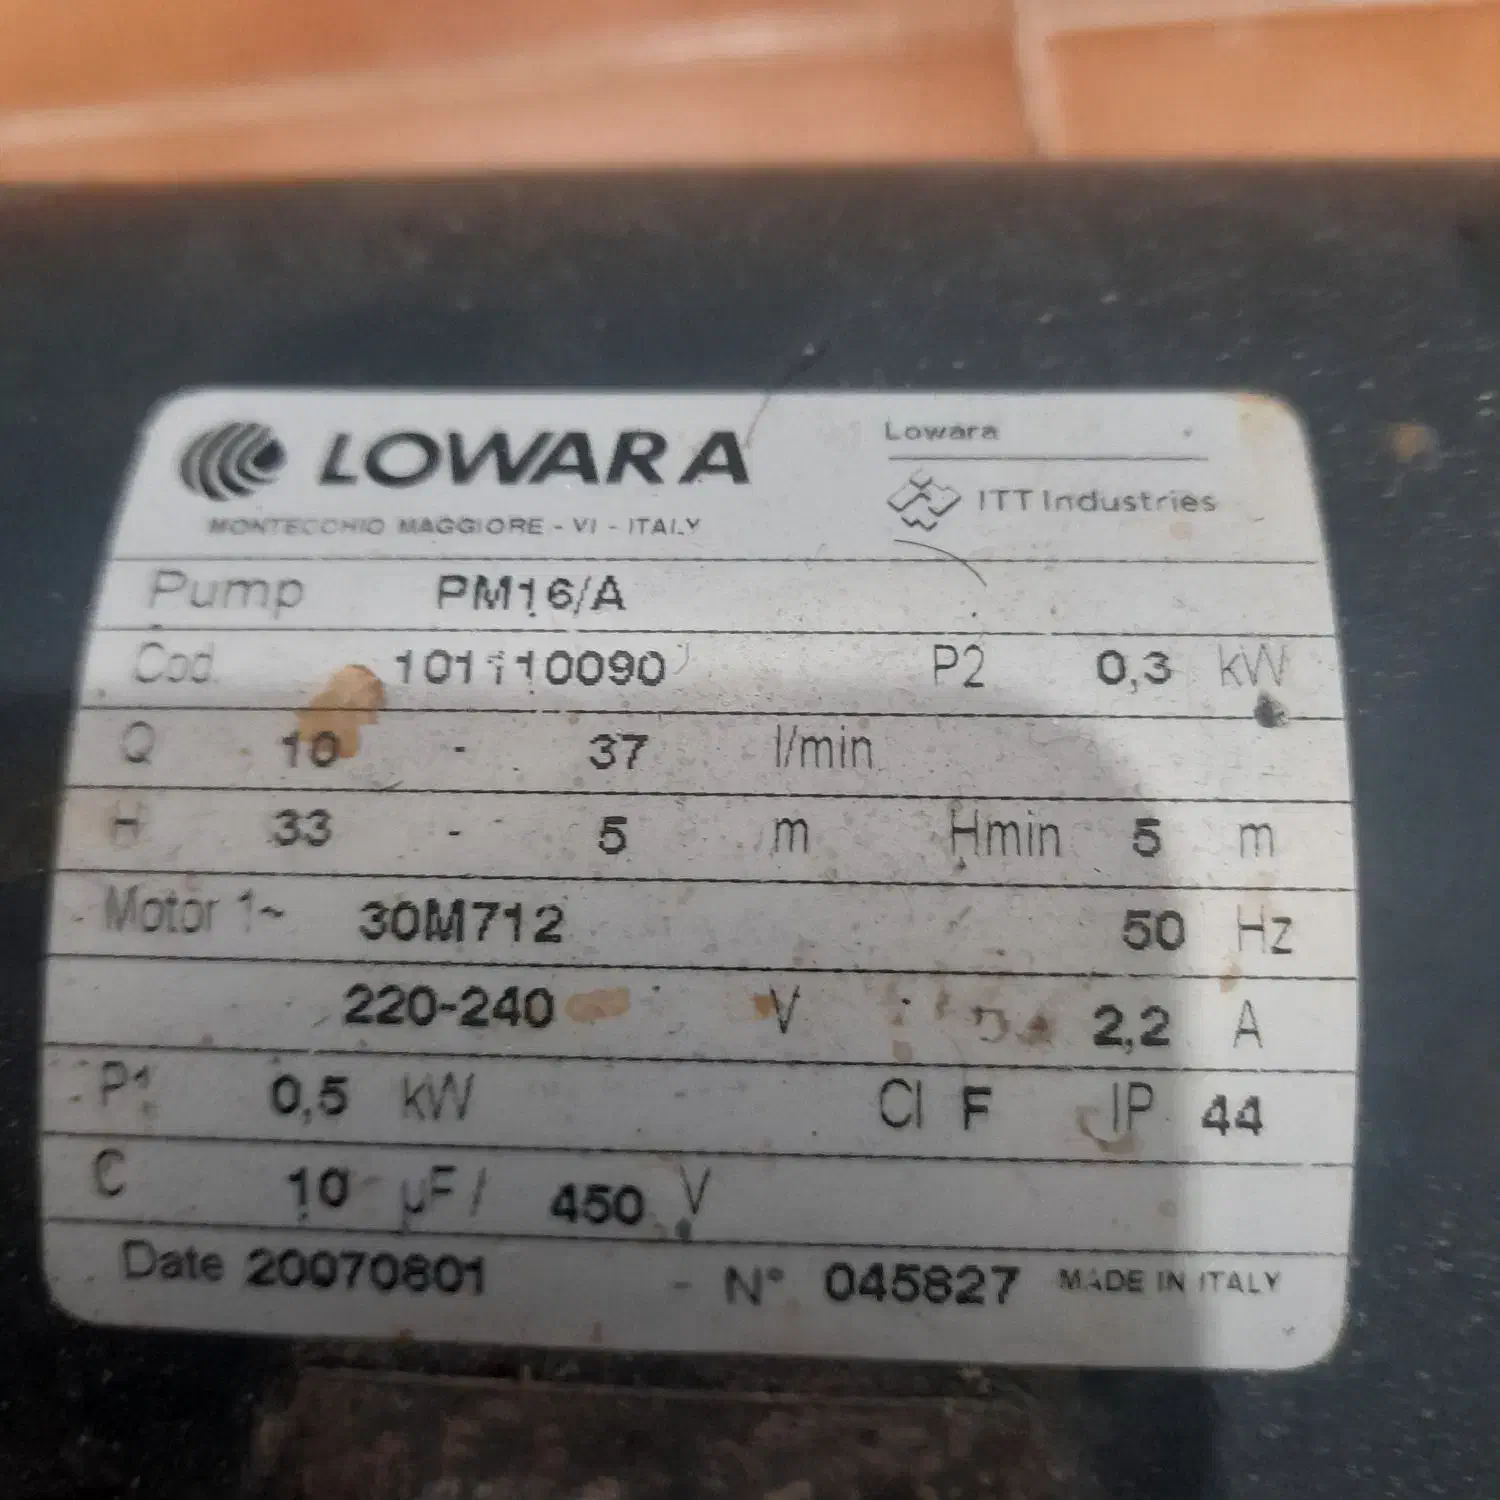 LOWARA
MONTECCHIO MAGGIORE - VI - ITALY
Lowara
ITT Industries
Pump PM16/A
Cod. 101110090 P2 0,3 kW
Q 10 - 37 l/min
H 33 - 5 m Hmin 5 m
Motor 1~ 30M712 50 Hz
220-240 V 2,2 A
P1 0,5 kW Cl F IP 44
C 10 µF / 450 V
Date 20070801 N° 045827 MADE IN ITALY